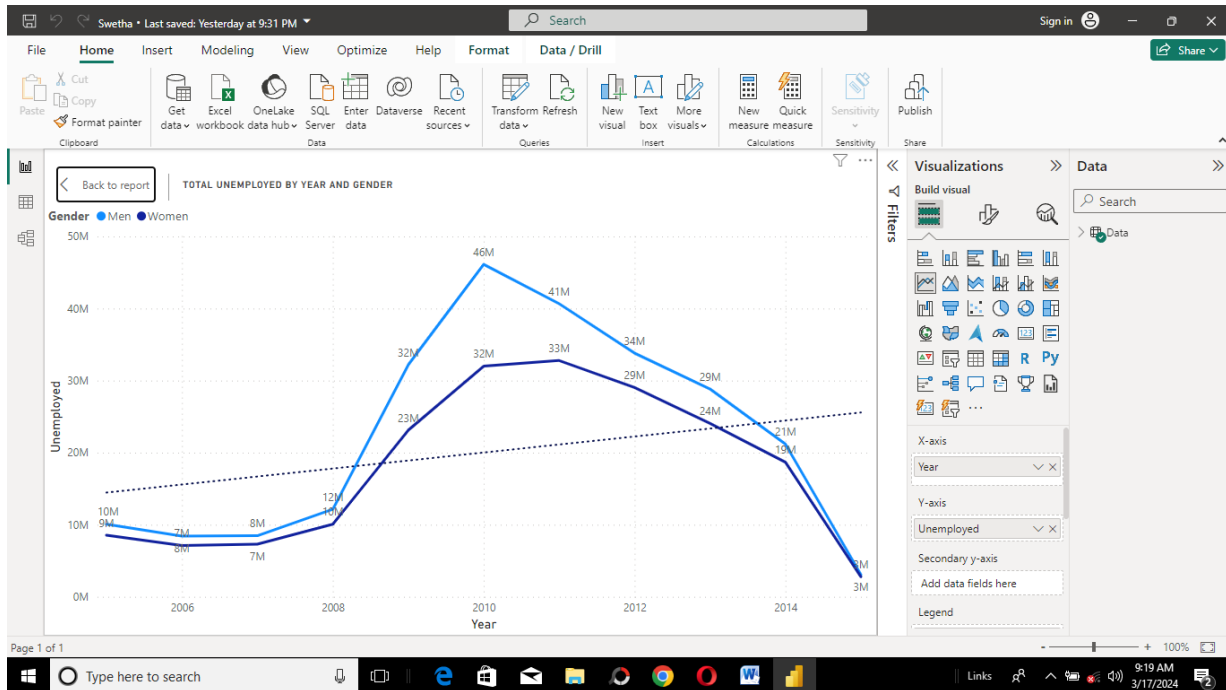 Swetha • Last saved: Yesterday at 9:31 PM
Search
Sign in
File Home Insert Modeling View Optimize Help Format Data / Drill
Share
Paste
Cut
Copy
Format painter
Clipboard
Get data
Excel workbook
OneLake data hub
SQL Server
Enter data
Dataverse
Recent sources
Data
Transform data
Refresh
Queries
New visual
Text box
More visuals
Insert
New measure
Quick measure
Calculations
Sensitivity
Sensitivity
Publish
Share
Back to report
TOTAL UNEMPLOYED BY YEAR AND GENDER
Gender Men Women
50M
40M
30M
20M
10M
0M
Unemployed
10M
9M
7M
8M
8M
7M
12M
10M
32M
23M
46M
32M
41M
33M
34M
29M
29M
24M
21M
19M
3M
3M
2006 2008 2010 2012 2014
Year
Filters
Visualizations
Build visual
123
R
Py
123
X-axis
Year
Y-axis
Unemployed
Secondary y-axis
Add data fields here
Legend
Data
Search
Data
Page 1 of 1
- + 100%
Type here to search
Links
9:19 AM
3/17/2024
2